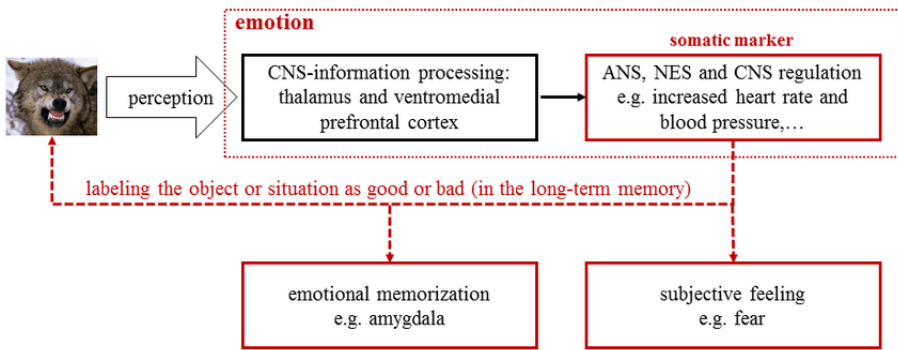 emotion
somatic marker
perception
CNS-information processing:
thalamus and ventromedial
prefrontal cortex
ANS, NES and CNS regulation
e.g. increased heart rate and
blood pressure,…
labeling the object or situation as good or bad (in the long-term memory)
emotional memorization
e.g. amygdala
subjective feeling
e.g. fear